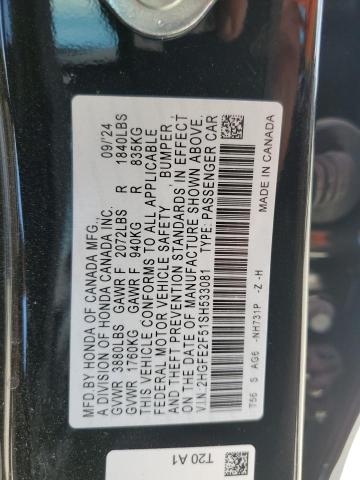 MFD BY HONDA OF CANADA MFG., 09/24
A DIVISION OF HONDA CANADA INC.
GVWR 3880LBS GAWR F 2072LBS R 1840LBS
GVWR 1760KG GAWR F 940KG R 835KG
THIS VEHICLE CONFORMS TO ALL APPLICABLE
FEDERAL MOTOR VEHICLE SAFETY, BUMPER,
AND THEFT PREVENTION STANDARDS IN EFFECT
ON THE DATE OF MANUFACTURE SHOWN ABOVE.
V.I.N:2HGFE2F51SH533081 TYPE:PASSENGER CAR
T56 S AG6 -NH731P -Z -H
MADE IN CANADA
T20 A1